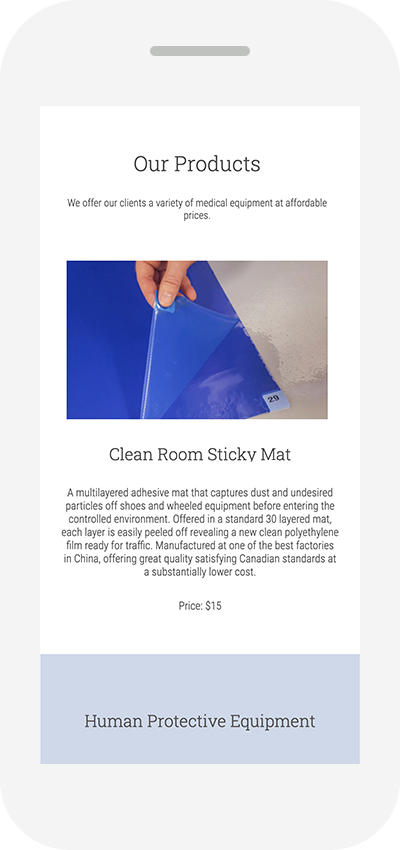 Our Products
We offer our clients a variety of medical equipment at affordable
prices.
29
Clean Room Sticky Mat
A multilayered adhesive mat that captures dust and undesired
particles off shoes and wheeled equipment before entering the
controlled environment. Offered in a standard 30 layered mat,
each layer is easily peeled off revealing a new clean polyethylene
film ready for traffic. Manufactured at one of the best factories
in China, offering great quality satisfying Canadian standards at
a substantially lower cost.
Price: $15
Human Protective Equipment